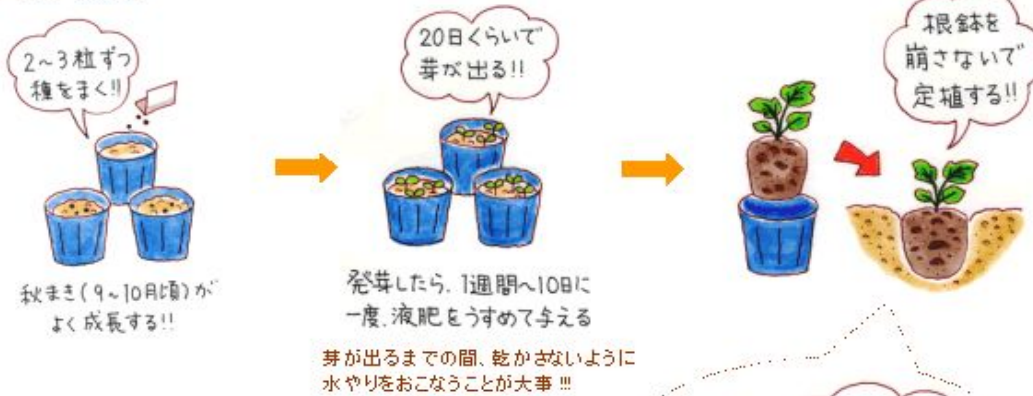 2~3粒ずつ
種をまく!!
秋まき(9~10月頃)が
よく成長する!!
20日くらいで
芽が出る!!
発芽したら、1週間~10日に
一度、液肥をうすめて与える
芽が出るまでの間、乾かさないように
水やりをおこなうことが大事!!!
根鉢を
崩さないで
定植する!!